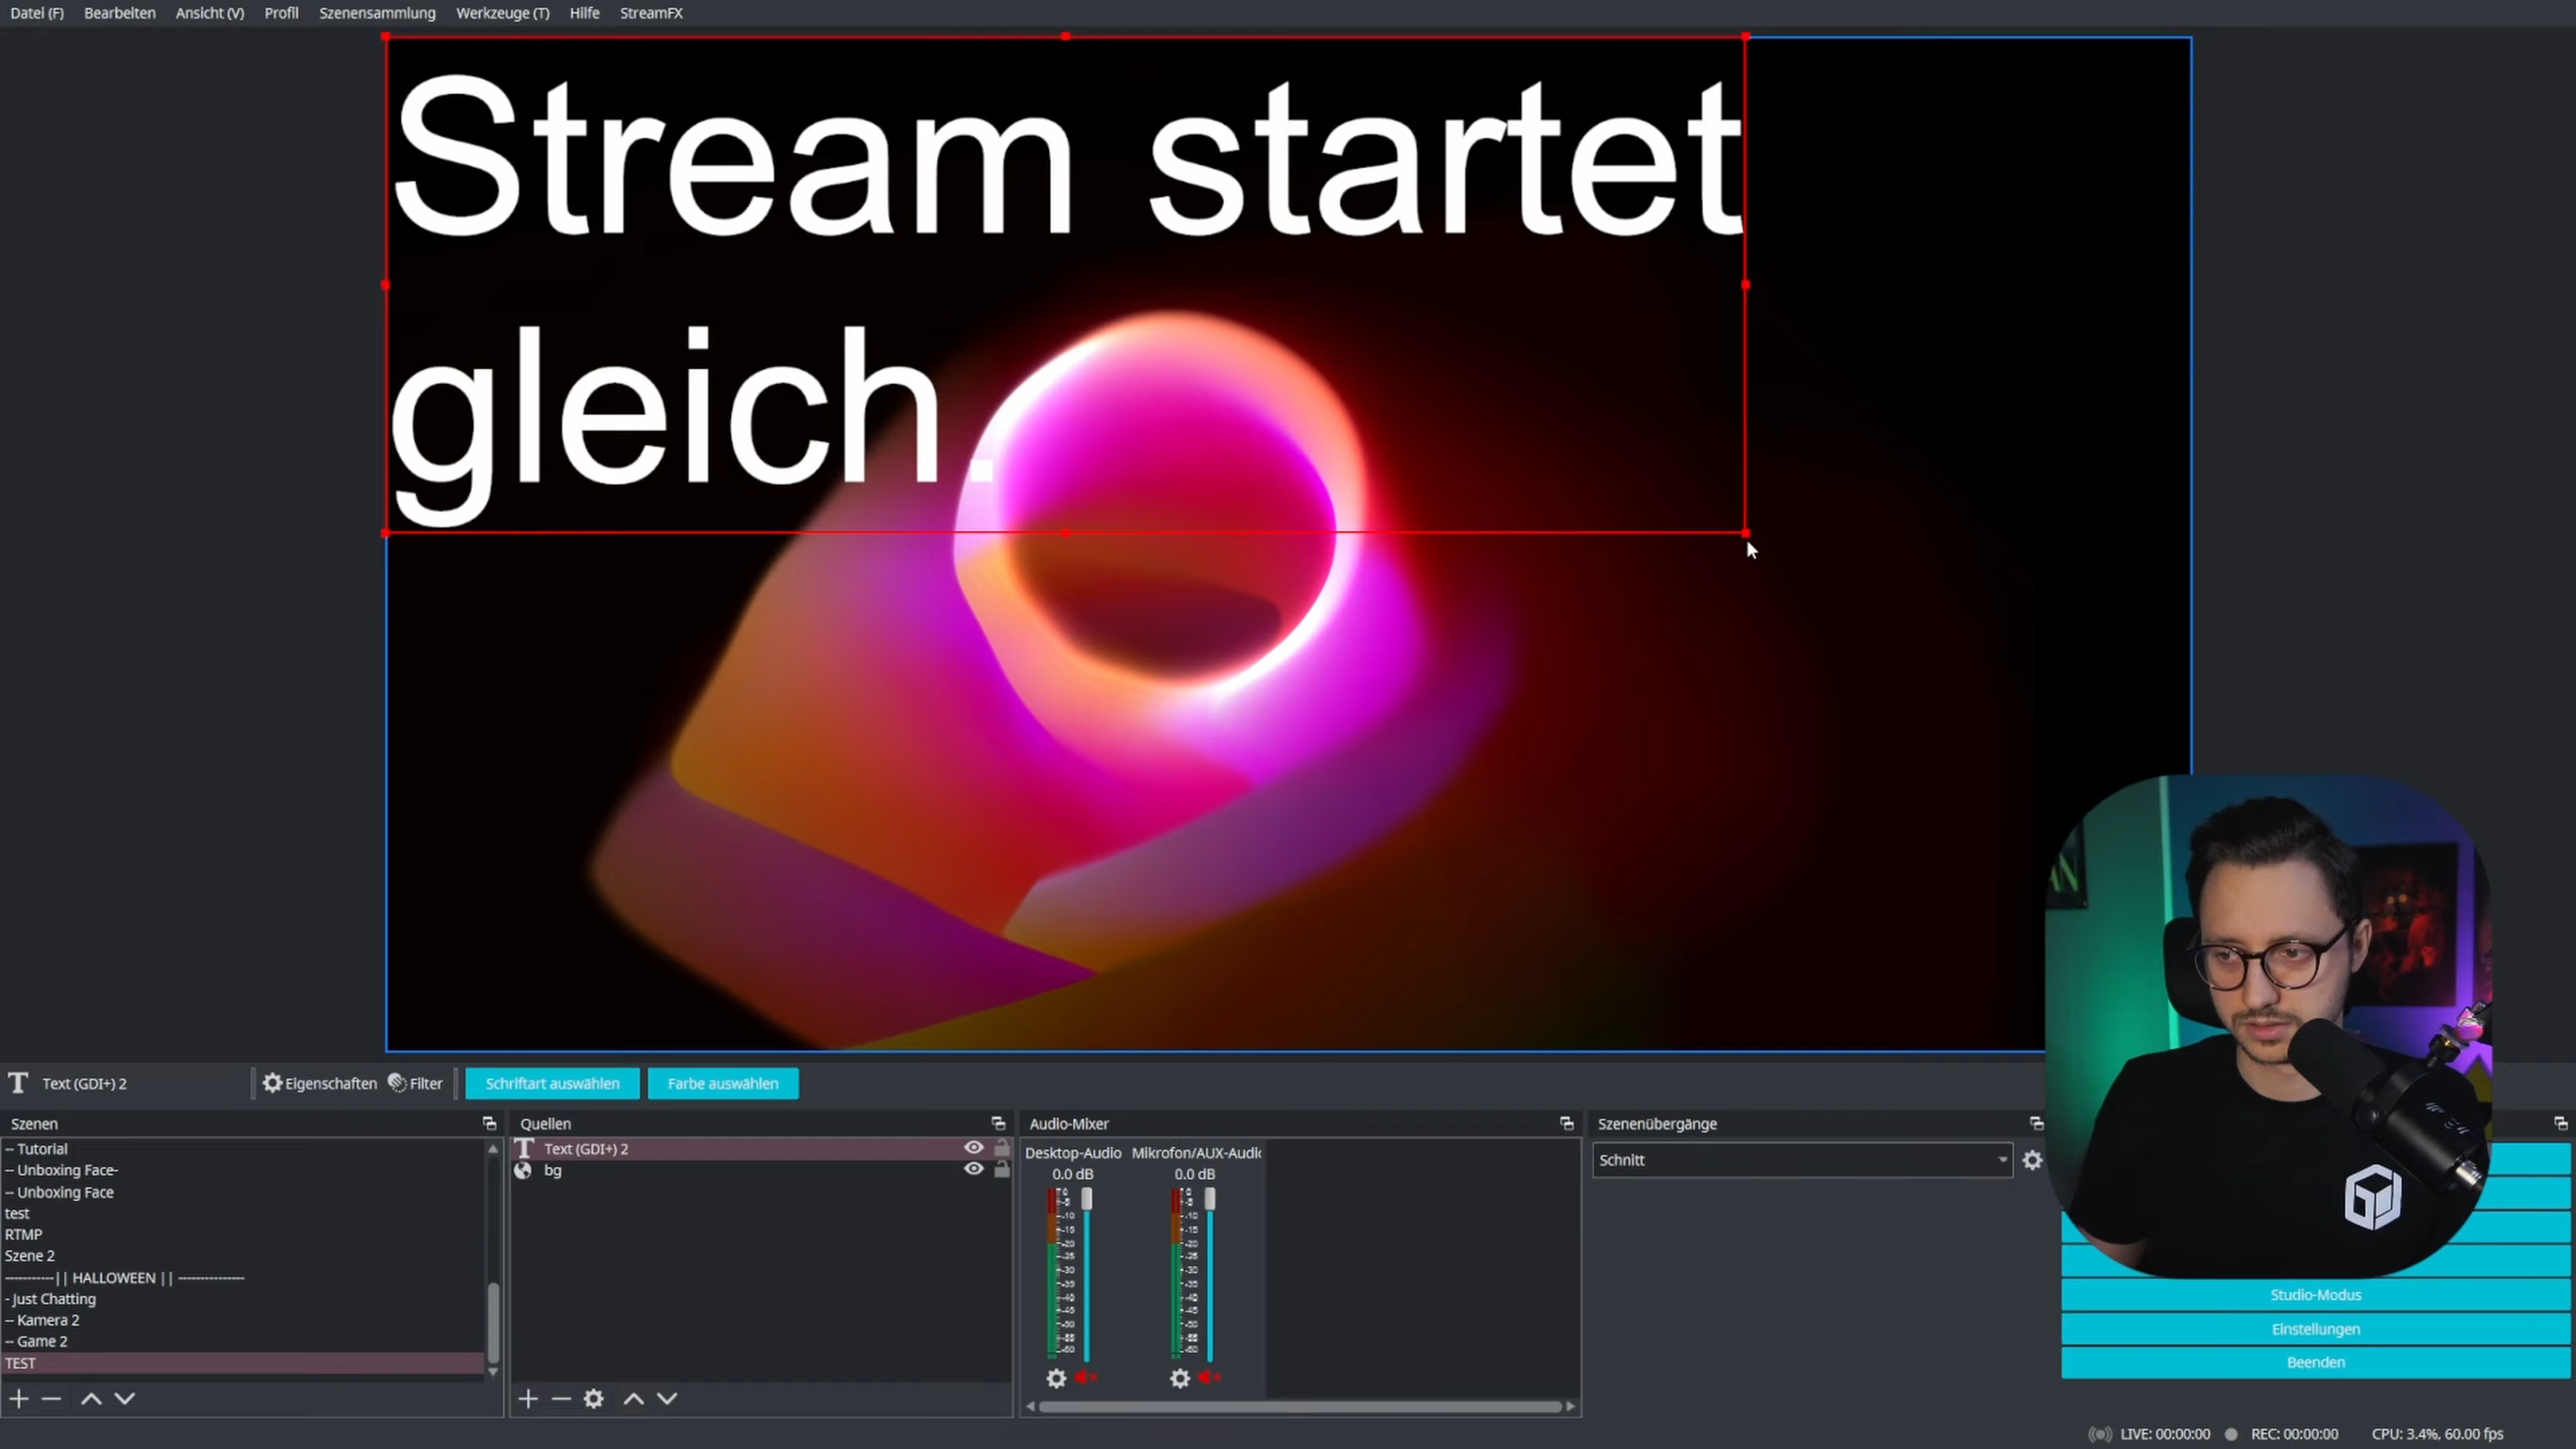 Datei (F) Bearbeiten Ansicht (V) Profil Szenensammlung Werkzeuge (T) Hilfe StreamFX
Stream startet
gleich.
Text (GDI+) 2 Eigenschaften Filter Schriftart auswählen Farbe auswählen
Szenen
-- Tutorial
-- Unboxing Face-
-- Unboxing Face
test
RTMP
Szene 2
-----------|| HALLOWEEN || ---------------
- Just Chatting
-- Kamera 2
-- Game 2
TEST
Quellen
Text (GDI+) 2
bg
Audio-Mixer
Desktop-Audio Mikrofon/AUX-Audi
0.0 dB 0.0 dB
Szenenübergänge
Schnitt
Studio-Modus
Einstellungen
Beenden
LIVE: 00:00:00 REC: 00:00:00 CPU: 3.4%, 60.00 fps